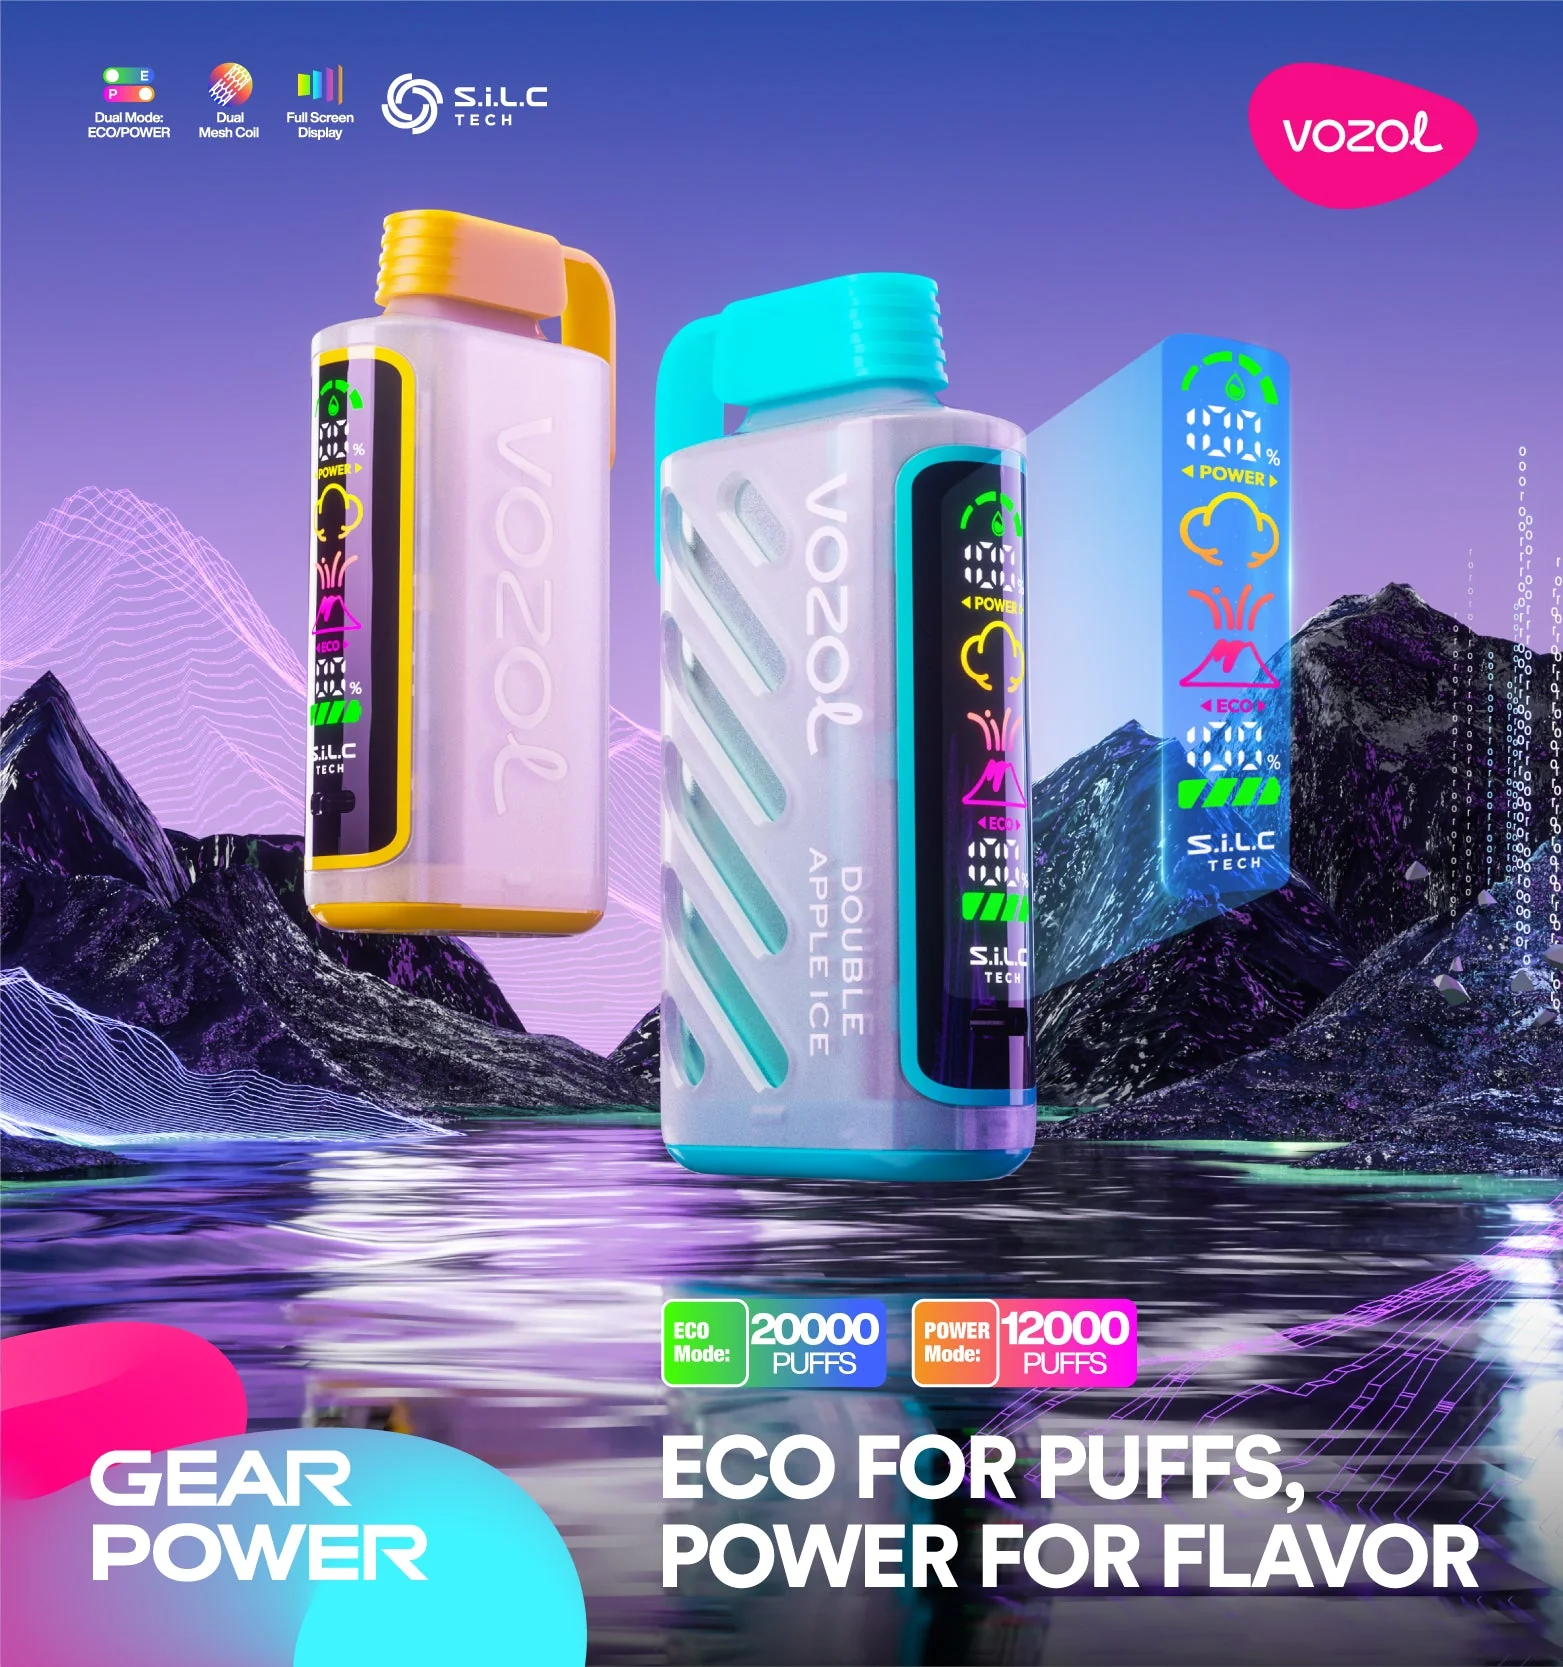 E
P
Dual Mode:
ECO/POWER
Dual
Mesh Coil
Full Screen
Display
S.i.L.C
TECH
VOZOL
%
POWER
ECO
%
S.i.L.C
TECH
VOZOL
VOZOL
DOUBLE
APPLE ICE
POWER
ECO
S.i.L.C
TECH
100%
POWER
ECO
100%
S.i.L.C
TECH
ECO
Mode:
20000
PUFFS
POWER
Mode:
12000
PUFFS
GEAR
POWER
ECO FOR PUFFS,
POWER FOR FLAVOR